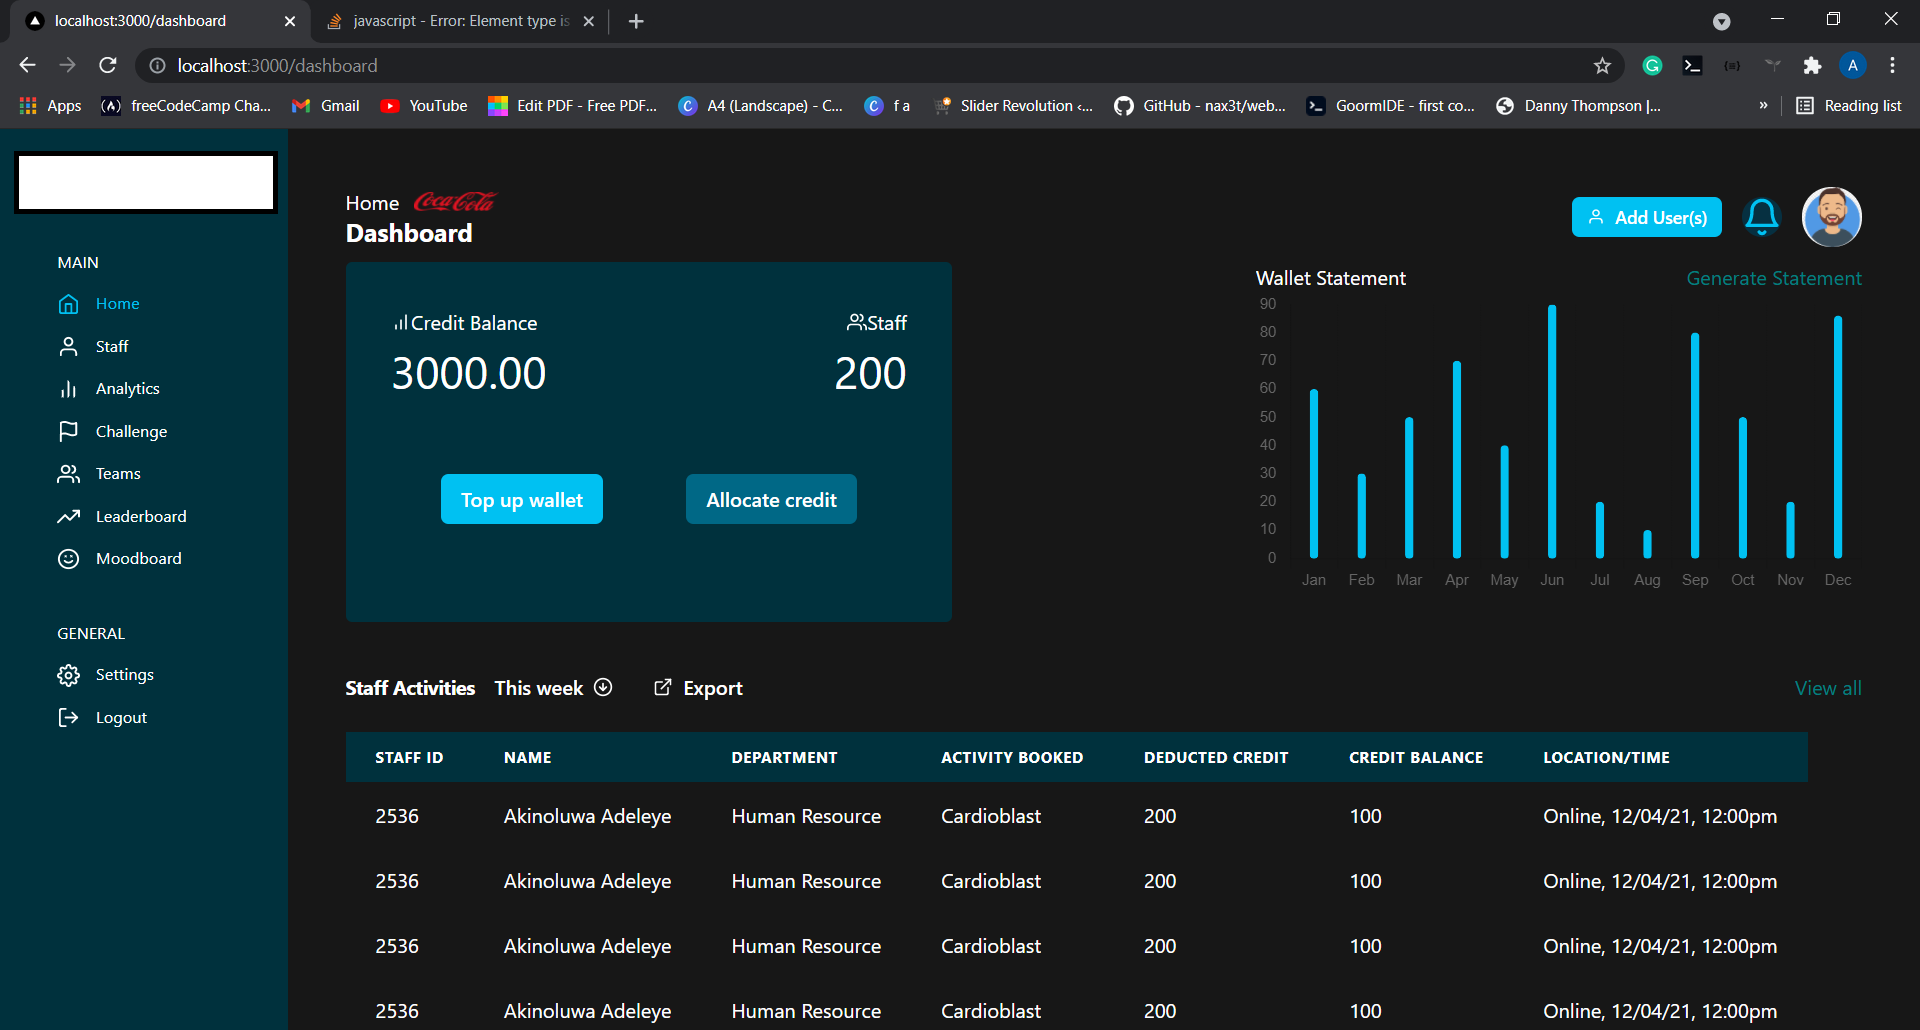 localhost:3000/dashboard
javascript - Error: Element type is
localhost:3000/dashboard
A
Apps
freeCodeCamp Cha...
Gmail
YouTube
Edit PDF - Free PDF...
A4 (Landscape) - C...
f a
Slider Revolution <...
GitHub - nax3t/web...
GoormIDE - first co...
Danny Thompson |...
»
Reading list
MAIN
Home
Staff
Analytics
Challenge
Teams
Leaderboard
Moodboard
GENERAL
Settings
Logout
Home Coca-Cola
Dashboard
Add User(s)
Credit Balance
3000.00
Staff
200
Top up wallet
Allocate credit
Wallet Statement
Generate Statement
90
80
70
60
50
40
30
20
10
0
Jan Feb Mar Apr May Jun Jul Aug Sep Oct Nov Dec
Staff Activities This week Export View all
STAFF ID NAME DEPARTMENT ACTIVITY BOOKED DEDUCTED CREDIT CREDIT BALANCE LOCATION/TIME
2536 Akinoluwa Adeleye Human Resource Cardioblast 200 100 Online, 12/04/21, 12:00pm
2536 Akinoluwa Adeleye Human Resource Cardioblast 200 100 Online, 12/04/21, 12:00pm
2536 Akinoluwa Adeleye Human Resource Cardioblast 200 100 Online, 12/04/21, 12:00pm
2536 Akinoluwa Adeleye Human Resource Cardioblast 200 100 Online, 12/04/21, 12:00pm